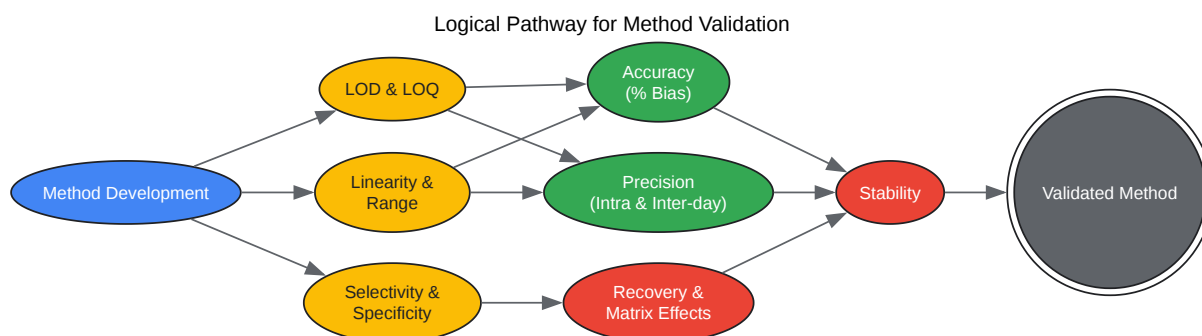 Logical Pathway for Method Validation
LOD & LOQ
Accuracy
(% Bias)
Method Development
Linearity &
Range
Precision
(Intra & Inter-day)
Stability
Validated Method
Selectivity &
Specificity
Recovery &
Matrix Effects